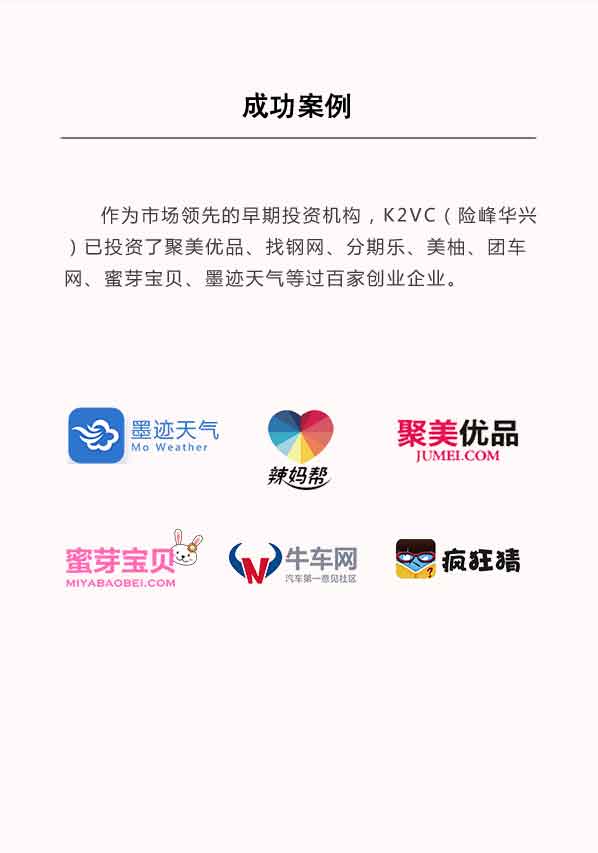 成功案例
作为市场领先的早期投资机构，K2VC（险峰华兴
）已投资了聚美优品、找钢网、分期乐、美柚、团车
网、蜜芽宝贝、墨迹天气等过百家创业企业。
墨迹天气
Mo Weather
辣妈帮
聚美优品
JUMEI.COM
蜜芽宝贝
MIYABAOBEI.COM
N
牛车网
汽车第一意见社区
?
疯狂猜